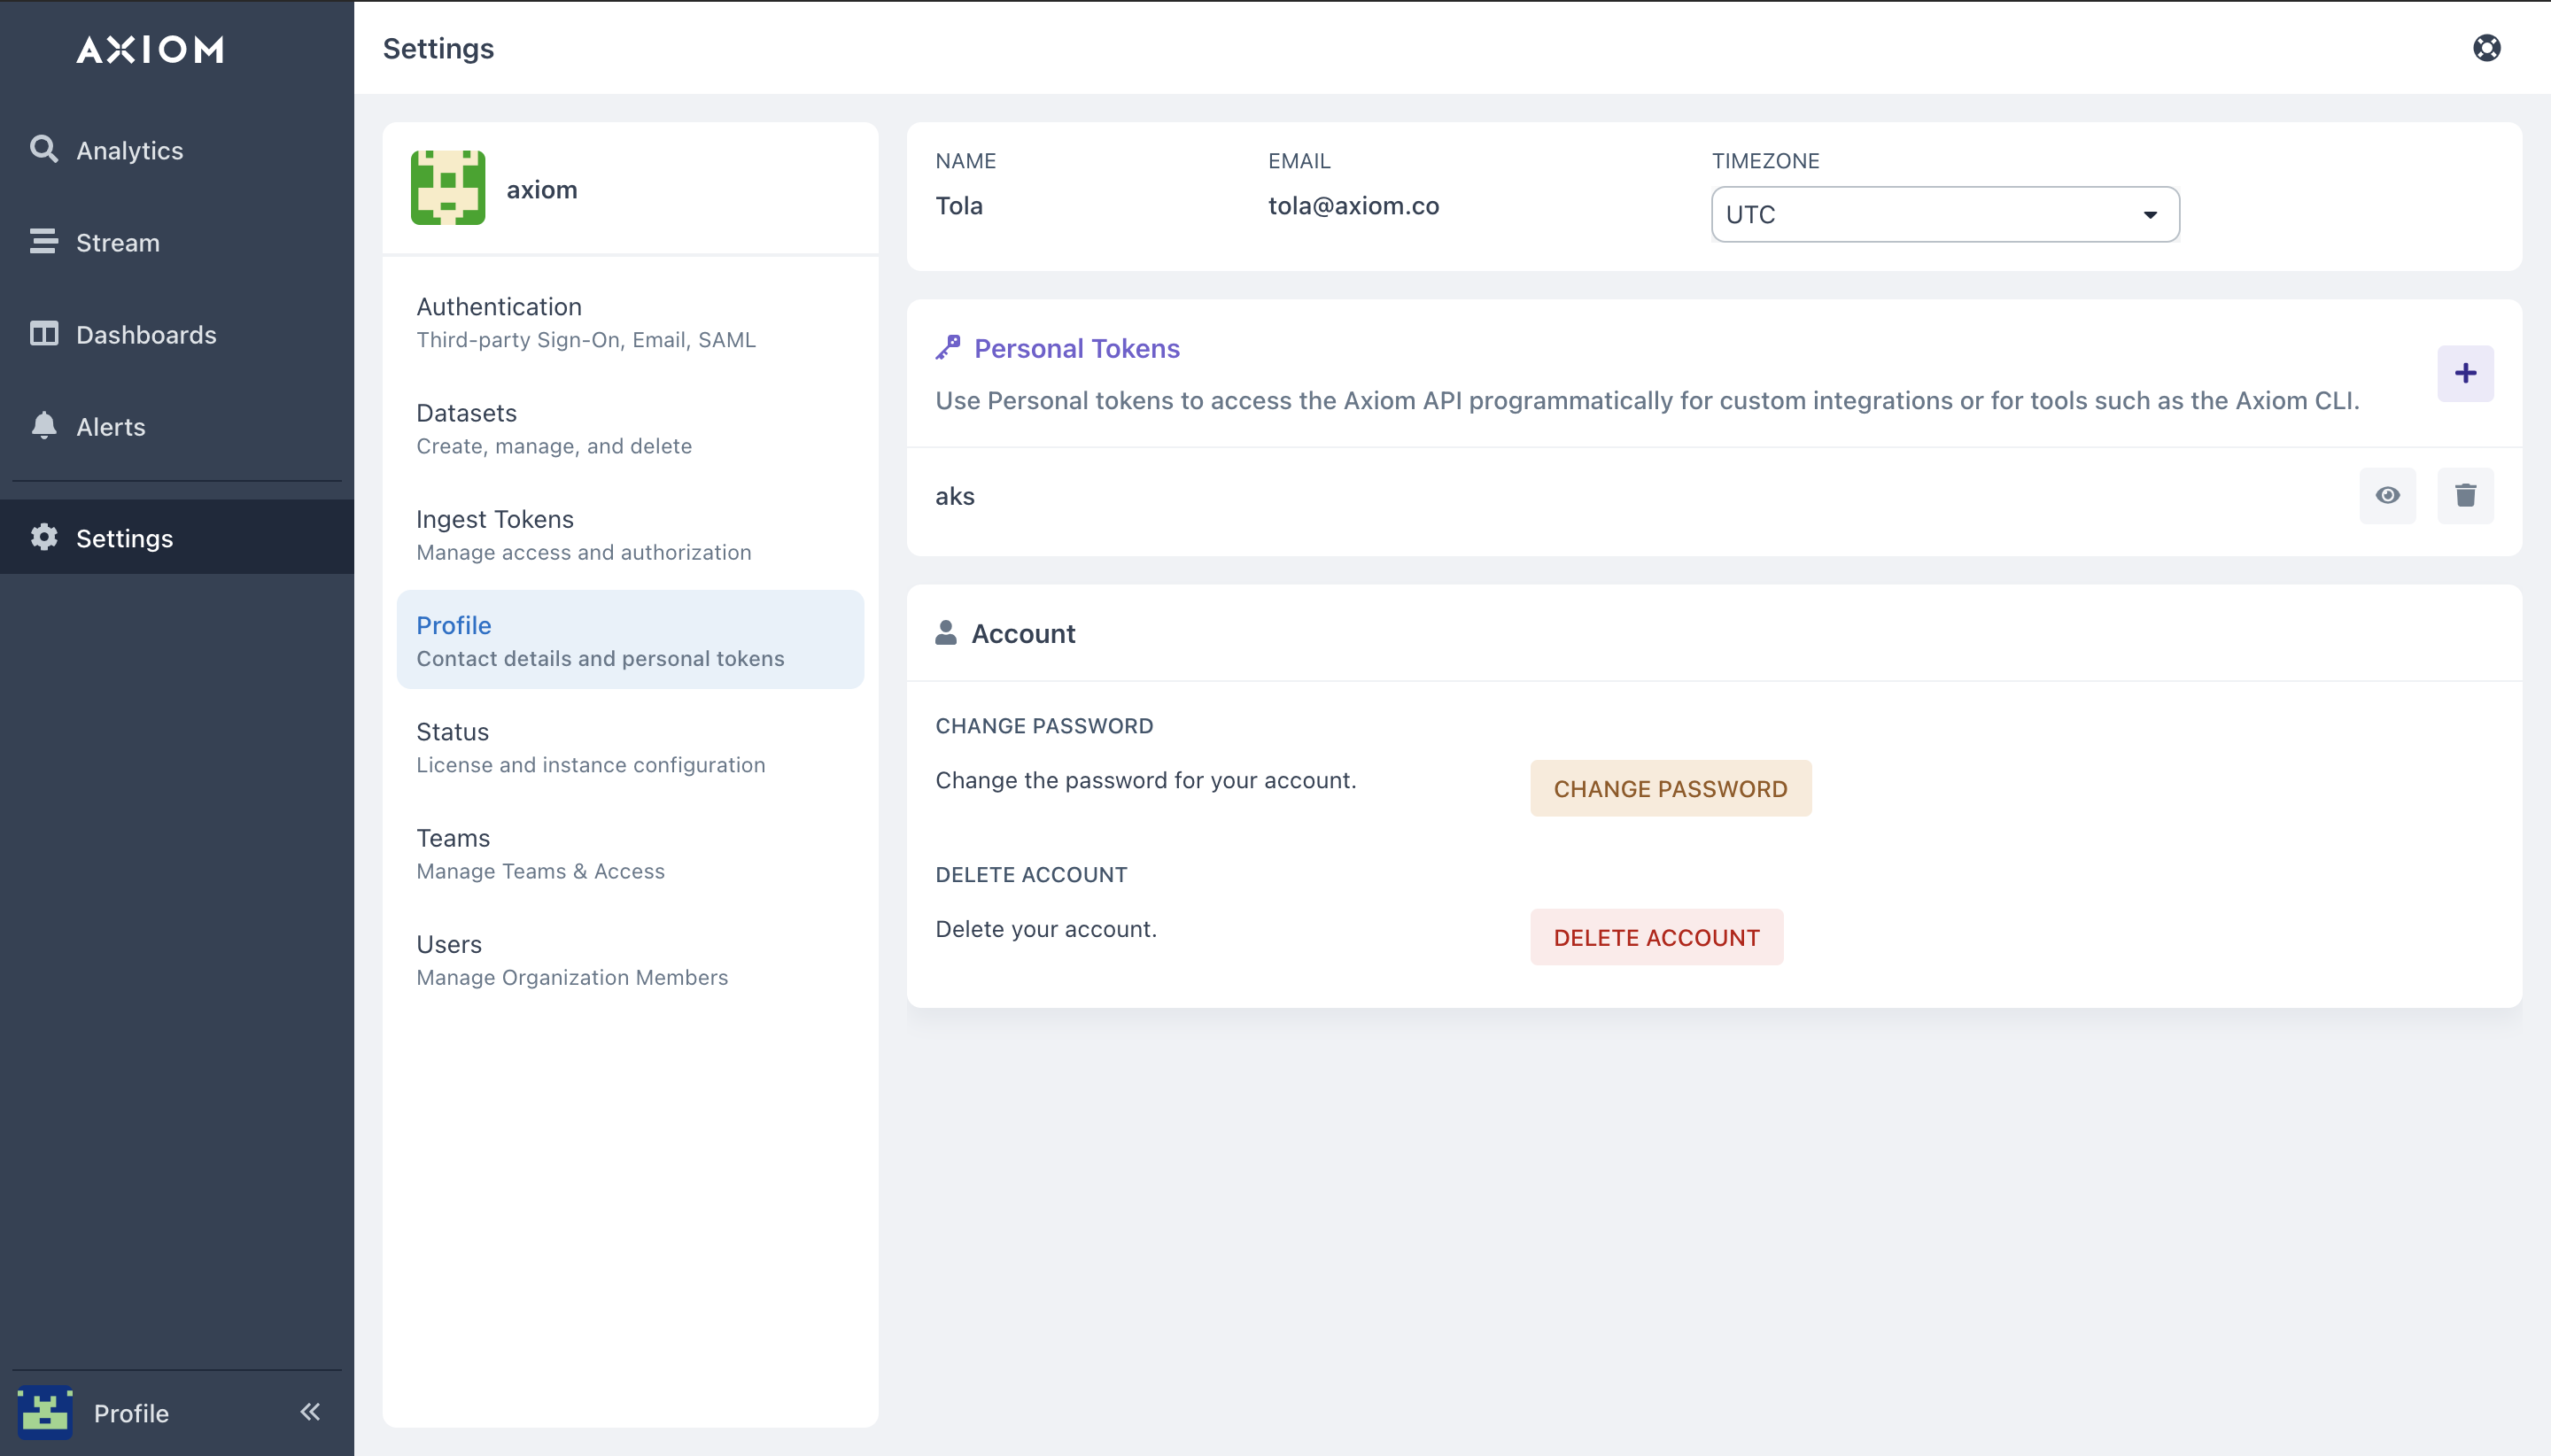 AXIOM
Analytics
Stream
Dashboards
Alerts
Settings
Profile
Settings
axiom
Authentication
Third-party Sign-On, Email, SAML
Datasets
Create, manage, and delete
Ingest Tokens
Manage access and authorization
Profile
Contact details and personal tokens
Status
License and instance configuration
Teams
Manage Teams & Access
Users
Manage Organization Members
NAME
Tola
EMAIL
tola@axiom.co
TIMEZONE
UTC
Personal Tokens
Use Personal tokens to access the Axiom API programmatically for custom integrations or for tools such as the Axiom CLI.
aks
Account
CHANGE PASSWORD
Change the password for your account.
CHANGE PASSWORD
DELETE ACCOUNT
Delete your account.
DELETE ACCOUNT